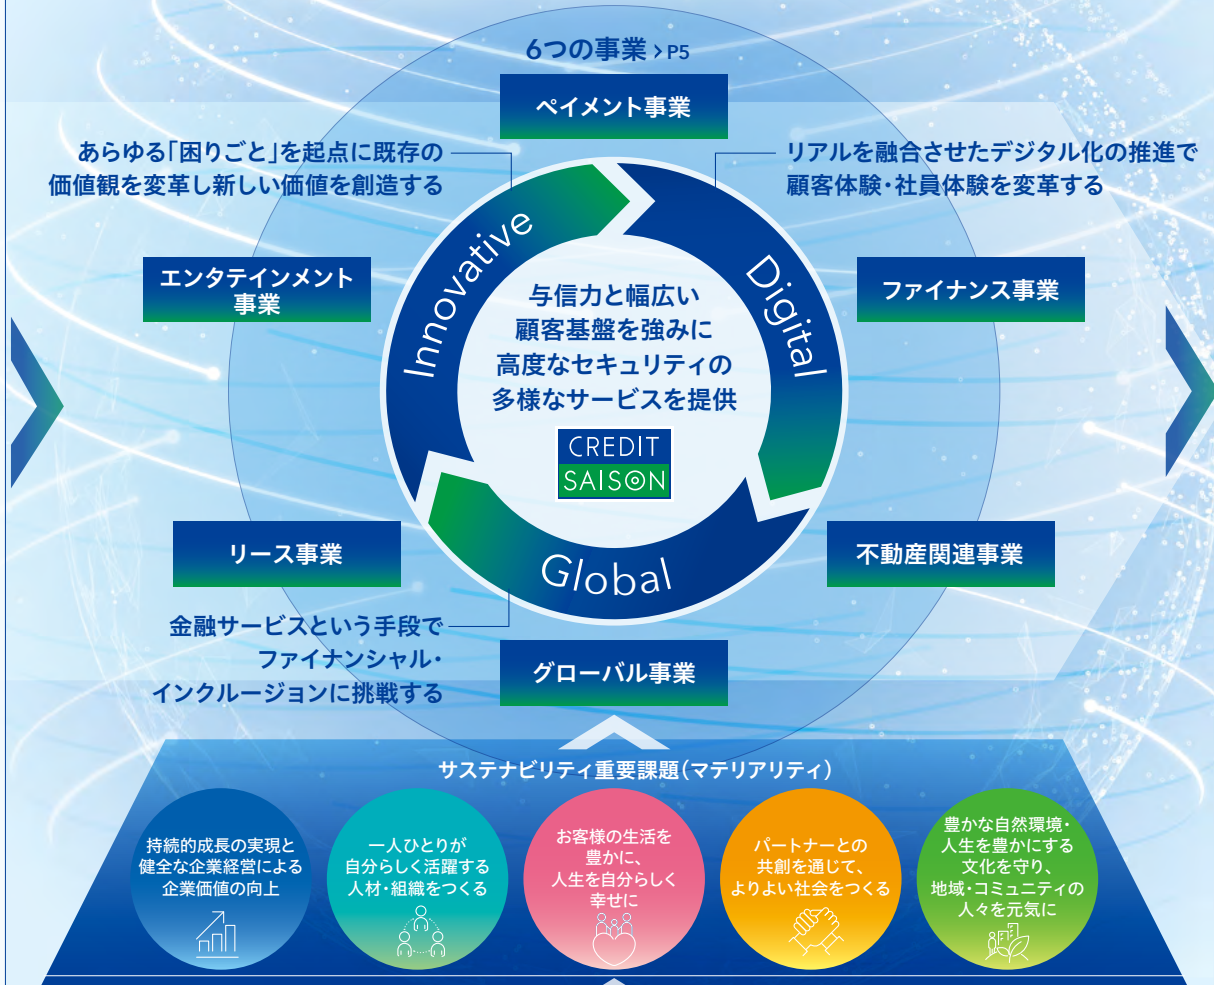 6つの事業 › P5
ペイメント事業
あらゆる「困りごと」を起点に既存の
価値観を変革し新しい価値を創造する
リアルを融合させたデジタル化の推進で
顧客体験・社員体験を変革する
Innovative
Digital
エンタテインメント
事業
ファイナンス事業
与信力と幅広い
顧客基盤を強みに
高度なセキュリティの
多様なサービスを提供
CREDIT
SAISON
リース事業
不動産関連事業
Global
金融サービスという手段で
ファイナンシャル・
インクルージョンに挑戦する
グローバル事業
サステナビリティ重要課題(マテリアリティ)
持続的成長の実現と
健全な企業経営による
企業価値の向上
一人ひとりが
自分らしく活躍する
人材・組織をつくる
お客様の生活を
豊かに、
人生を自分らしく
幸せに
パートナーとの
共創を通じて、
よりよい社会をつくる
豊かな自然環境・
人生を豊かにする
文化を守り、
地域・コミュニティの
人々を元気に